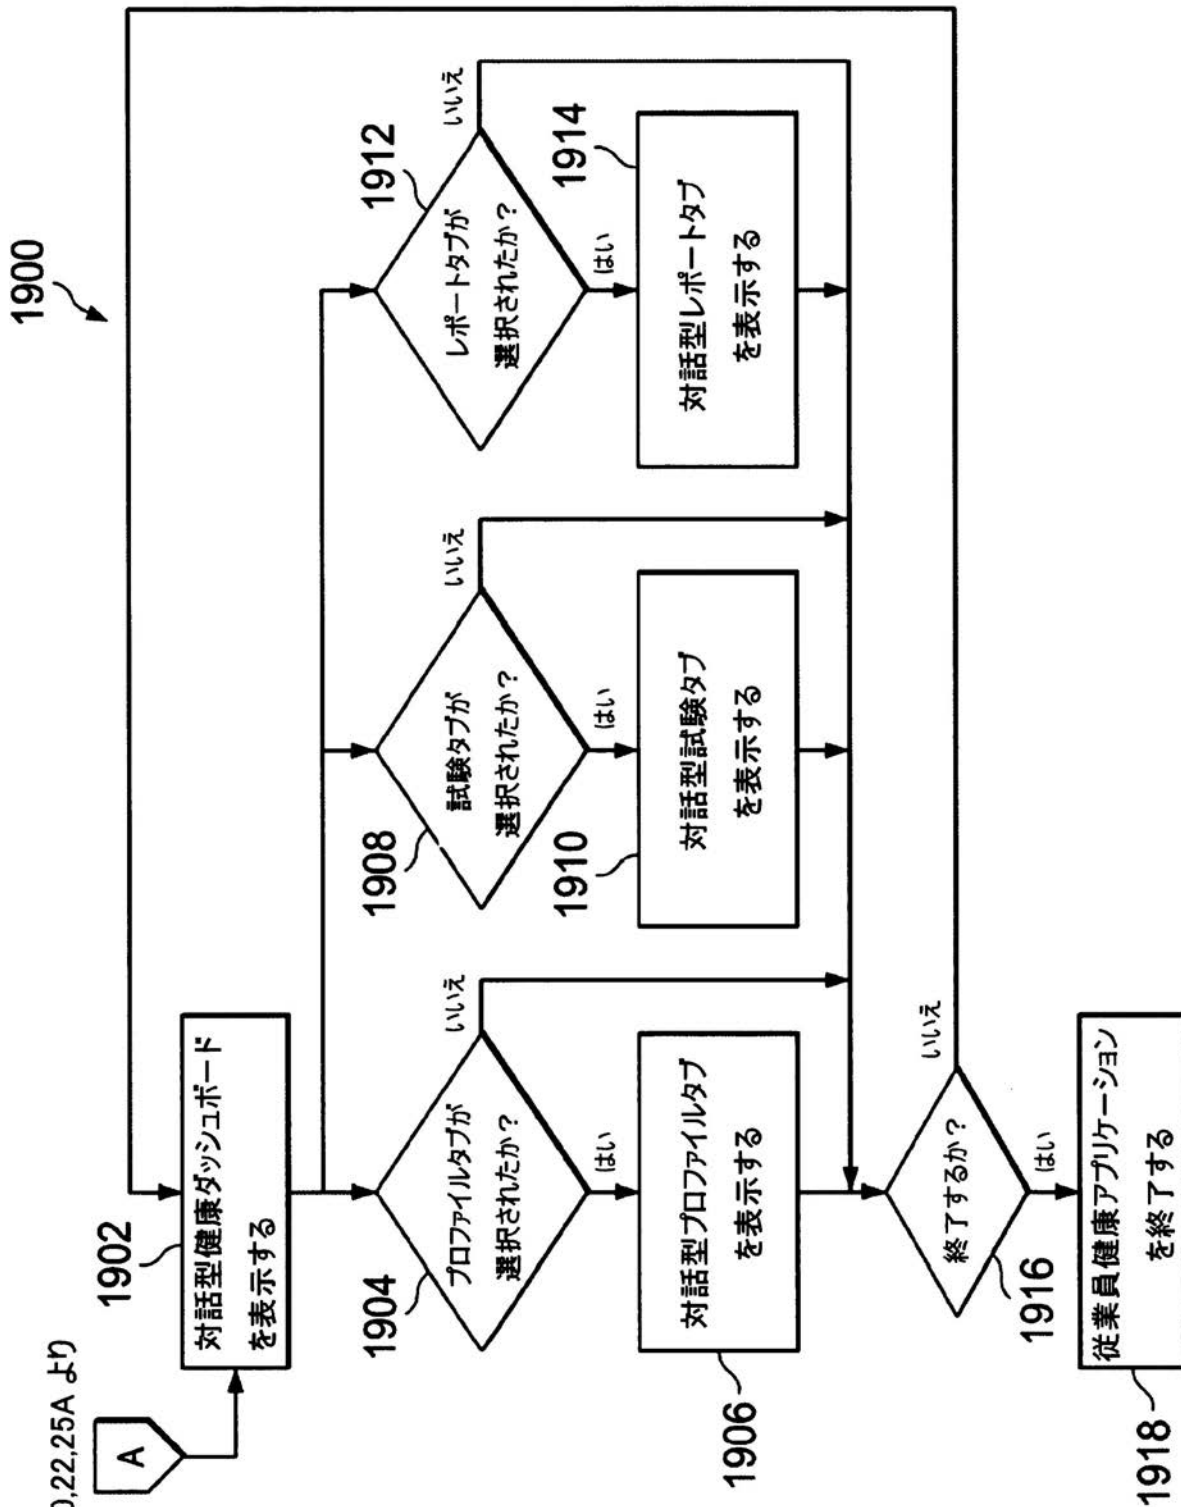 1900
,22,25A より
A
1902
対話型健康ダッシュボード
を表示する
1904
プロファイルタブが
選択されたか?
いいえ
はい
1906
対話型プロファイルタブ
を表示する
1908
試験タブが
選択されたか?
いいえ
はい
1910
対話型試験タブ
を表示する
1912
レポートタブが
選択されたか?
いいえ
はい
1914
対話型レポートタブ
を表示する
1916
終了するか?
いいえ
はい
1918
従業員健康アプリケーション
を終了する